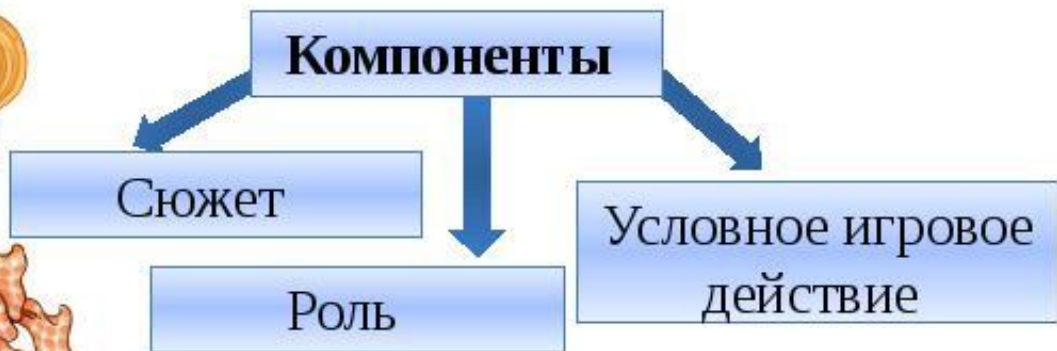 Компоненты
Сюжет
Роль
Условное игровое
действие